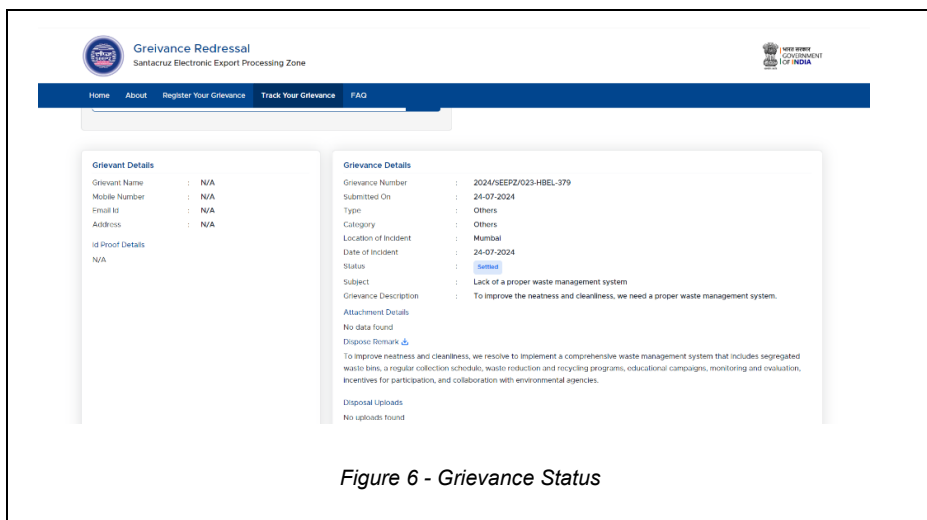 Greivance Redressal
Santacruz Electronic Export Processing Zone
भारत सरकार
GOVERNMENT
OF INDIA
Home About Register Your Grievance Track Your Grievance FAQ
Grievant Details
Grievant Name : N/A
Mobile Number : N/A
Email Id : N/A
Address : N/A
Id Proof Details
N/A
Grievance Details
Grievance Number : 2024/SEEPZ/023-HBEL-379
Submitted On : 24-07-2024
Type : Others
Category : Others
Location of Incident : Mumbai
Date of Incident : 24-07-2024
Status : Settled
Subject : Lack of a proper waste management system
Grievance Description : To improve the neatness and cleanliness, we need a proper waste management system.
Attachment Details
No data found
Dispose Remark
To improve neatness and cleanliness, we resolve to implement a comprehensive waste management system that includes segregated
waste bins, a regular collection schedule, waste reduction and recycling programs, educational campaigns, monitoring and evaluation,
incentives for participation, and collaboration with environmental agencies.
Disposal Uploads
No uploads found
Figure 6 - Grievance Status